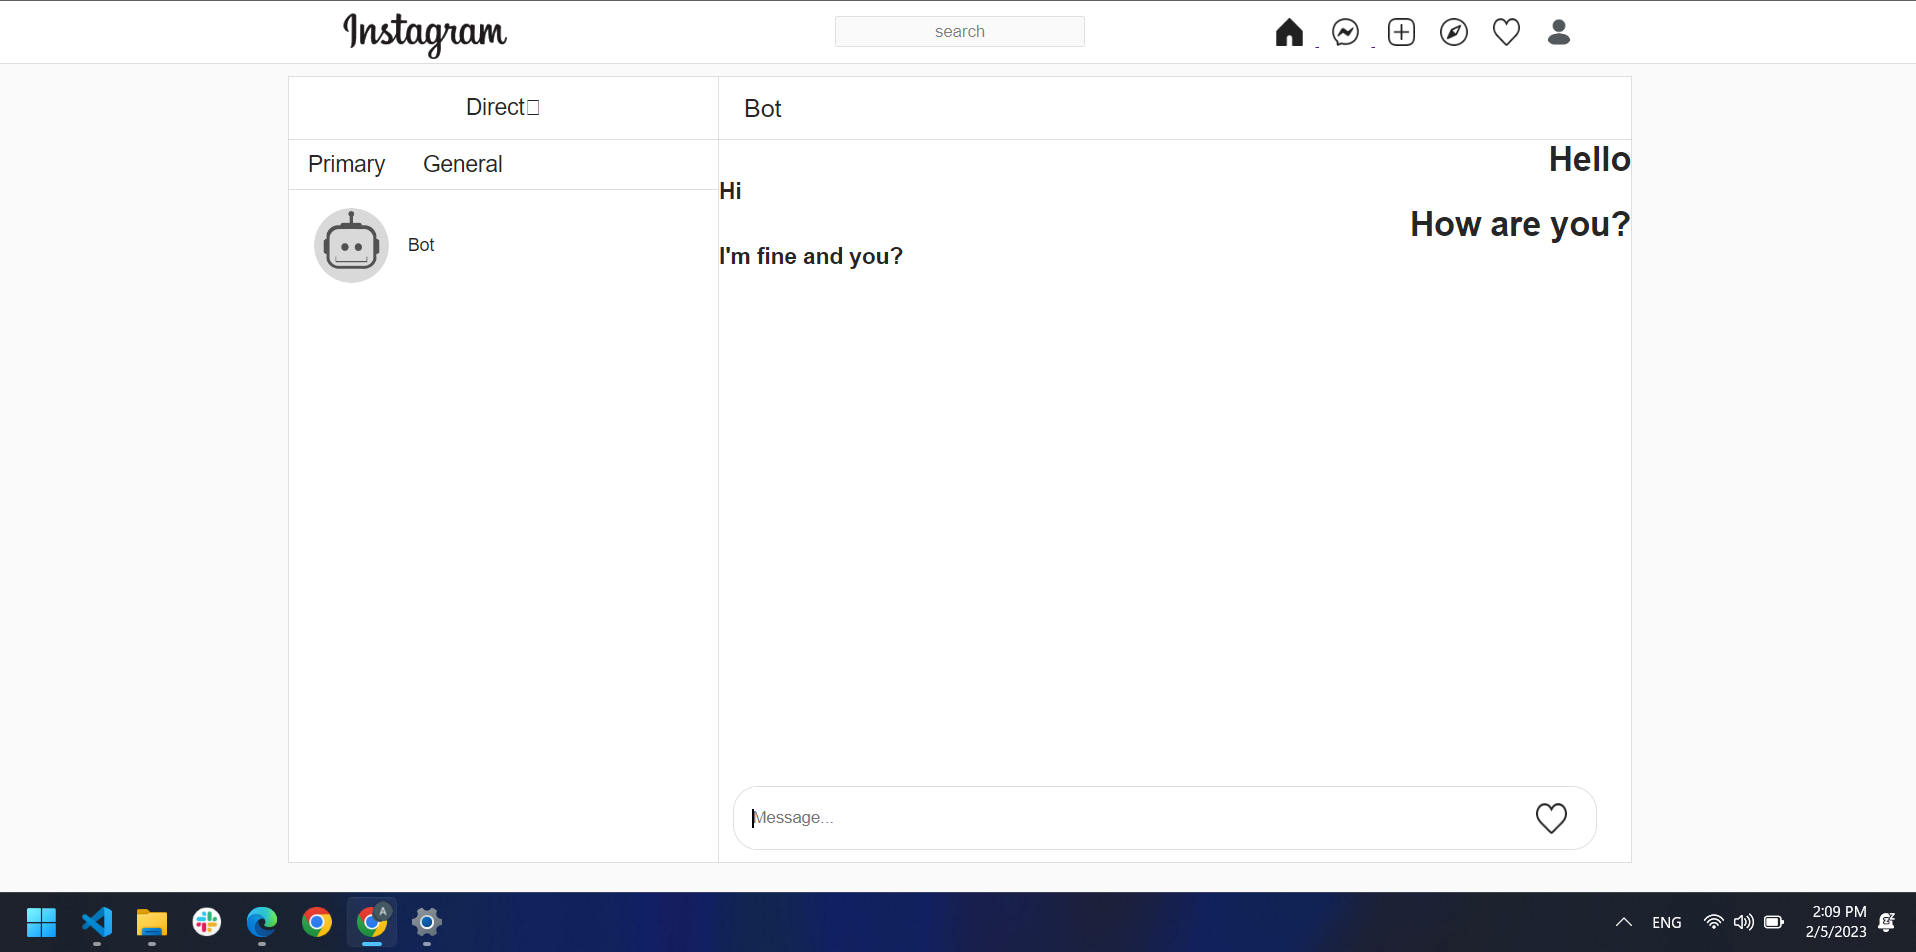 Instagram
search
Direct
Bot
Primary
General
Bot
Hello
Hi
How are you?
I'm fine and you?
Message...
A
ENG
2:09 PM
2/5/2023